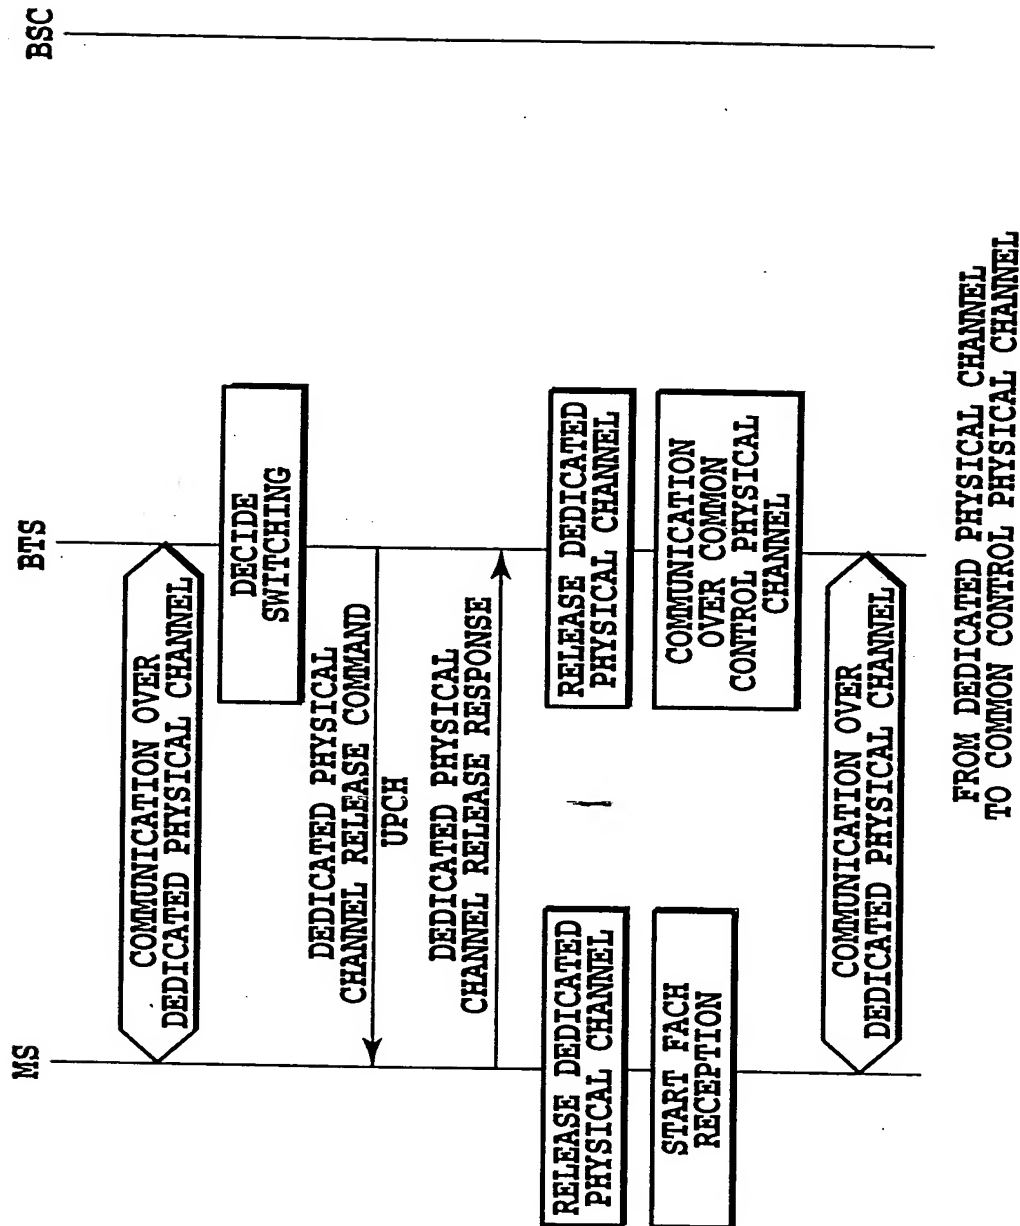 MS
BTS
BSC
COMMUNICATION OVER
DEDICATED PHYSICAL CHANNEL
DECIDE
SWITCHING
DEDICATED PHYSICAL
CHANNEL RELEASE COMMAND
UPCH
DEDICATED PHYSICAL
CHANNEL RELEASE RESPONSE
RELEASE DEDICATED
PHYSICAL CHANNEL
RELEASE DEDICATED
PHYSICAL CHANNEL
START FACH
RECEPTION
COMMUNICATION
OVER COMMON
CONTROL PHYSICAL
CHANNEL
COMMUNICATION OVER
DEDICATED PHYSICAL CHANNEL
FROM DEDICATED PHYSICAL CHANNEL
TO COMMON CONTROL PHYSICAL CHANNEL